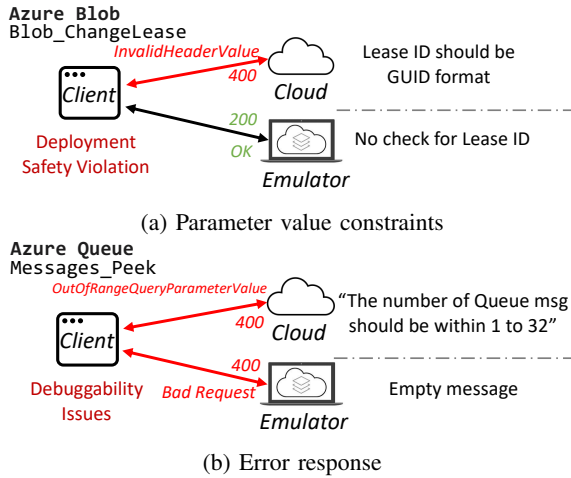 Azure Blob
Blob_ChangeLease
InvalidHeaderValue
400
Client
Cloud
Lease ID should be
GUID format
200
OK
Deployment
Safety Violation
Emulator
No check for Lease ID
(a) Parameter value constraints
Azure Queue
Messages_Peek
OutOfRangeQueryParameterValue
400
Client
Cloud
“The number of Queue msg
should be within 1 to 32”
400
Bad Request
Debuggability
Issues
Emulator
Empty message
(b) Error response